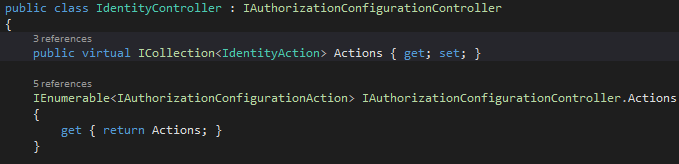 public class IdentityController : IAuthorizationConfigurationController
{
3 references
public virtual ICollection<IdentityAction> Actions { get; set; }
5 references
IEnumerable<IAuthorizationConfigurationAction> IAuthorizationConfigurationController.Actions
{
get { return Actions; }
}